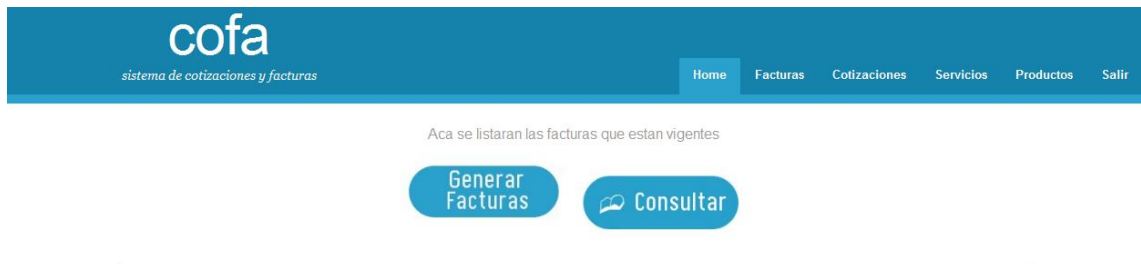 cofa
sistema de cotizaciones y facturas
Home Facturas Cotizaciones Servicios Productos Salir
Aca se listaran las facturas que estan vigentes
Generar
Facturas
Consultar